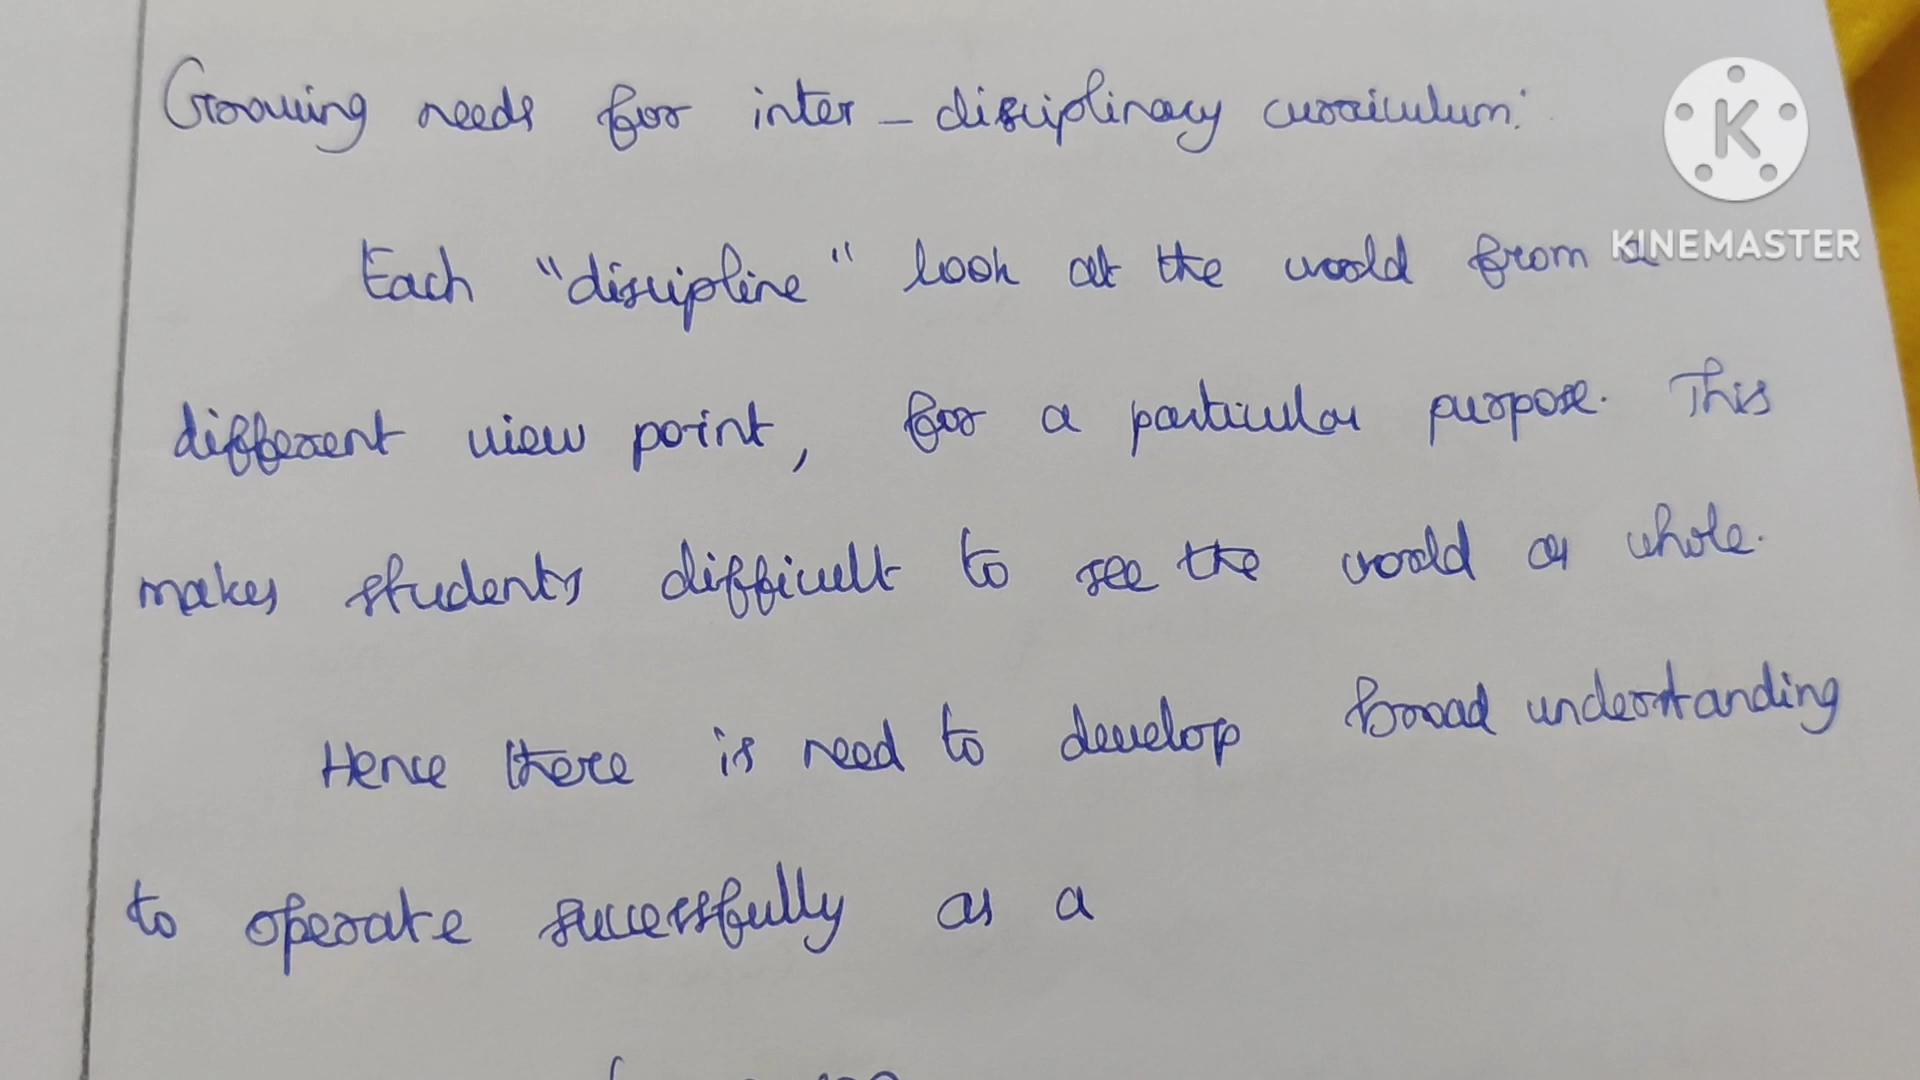 Growing needs for inter - disciplinary curriculum:
KINEMASTER
Each "discipline" look at the world from a
different view point, for a particular purpose. This
makes students difficult to see the world as whole.
Hence there is need to develop broad understanding
to operate successfully as a